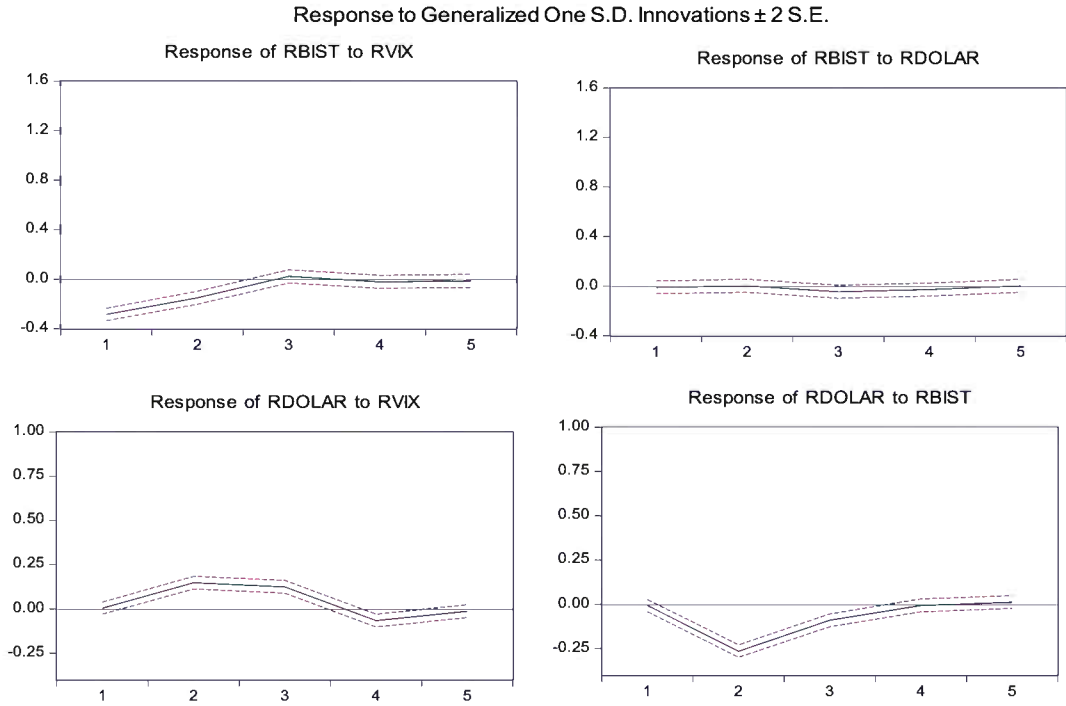 Response to Generalized One S.D. Innovations ± 2 S.E.
Response of RBIST to RVIX
1.6
1.2
0.8
0.4
0.0
-0.4
1 2 3 4 5
Response of RBIST to RDOLAR
1.6
1.2
0.8
0.4
0.0
-0.4
1 2 3 4 5
Response of RDOLAR to RVIX
1.00
0.75
0.50
0.25
0.00
-0.25
1 2 3 4 5
Response of RDOLAR to RBIST
1.00
0.75
0.50
0.25
0.00
-0.25
1 2 3 4 5